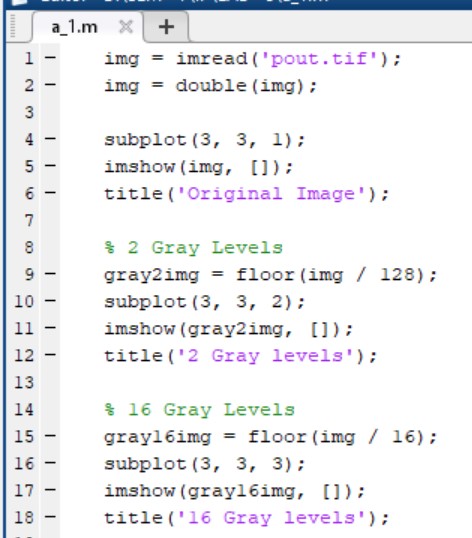 a_1.m × +
1 – img = imread('pout.tif');
2 – img = double(img);
3
4 – subplot(3, 3, 1);
5 – imshow(img, []);
6 – title('Original Image');
7
8 % 2 Gray Levels
9 – gray2img = floor(img / 128);
10 – subplot(3, 3, 2);
11 – imshow(gray2img, []);
12 – title('2 Gray levels');
13
14 % 16 Gray Levels
15 – gray16img = floor(img / 16);
16 – subplot(3, 3, 3);
17 – imshow(gray16img, []);
18 – title('16 Gray levels');